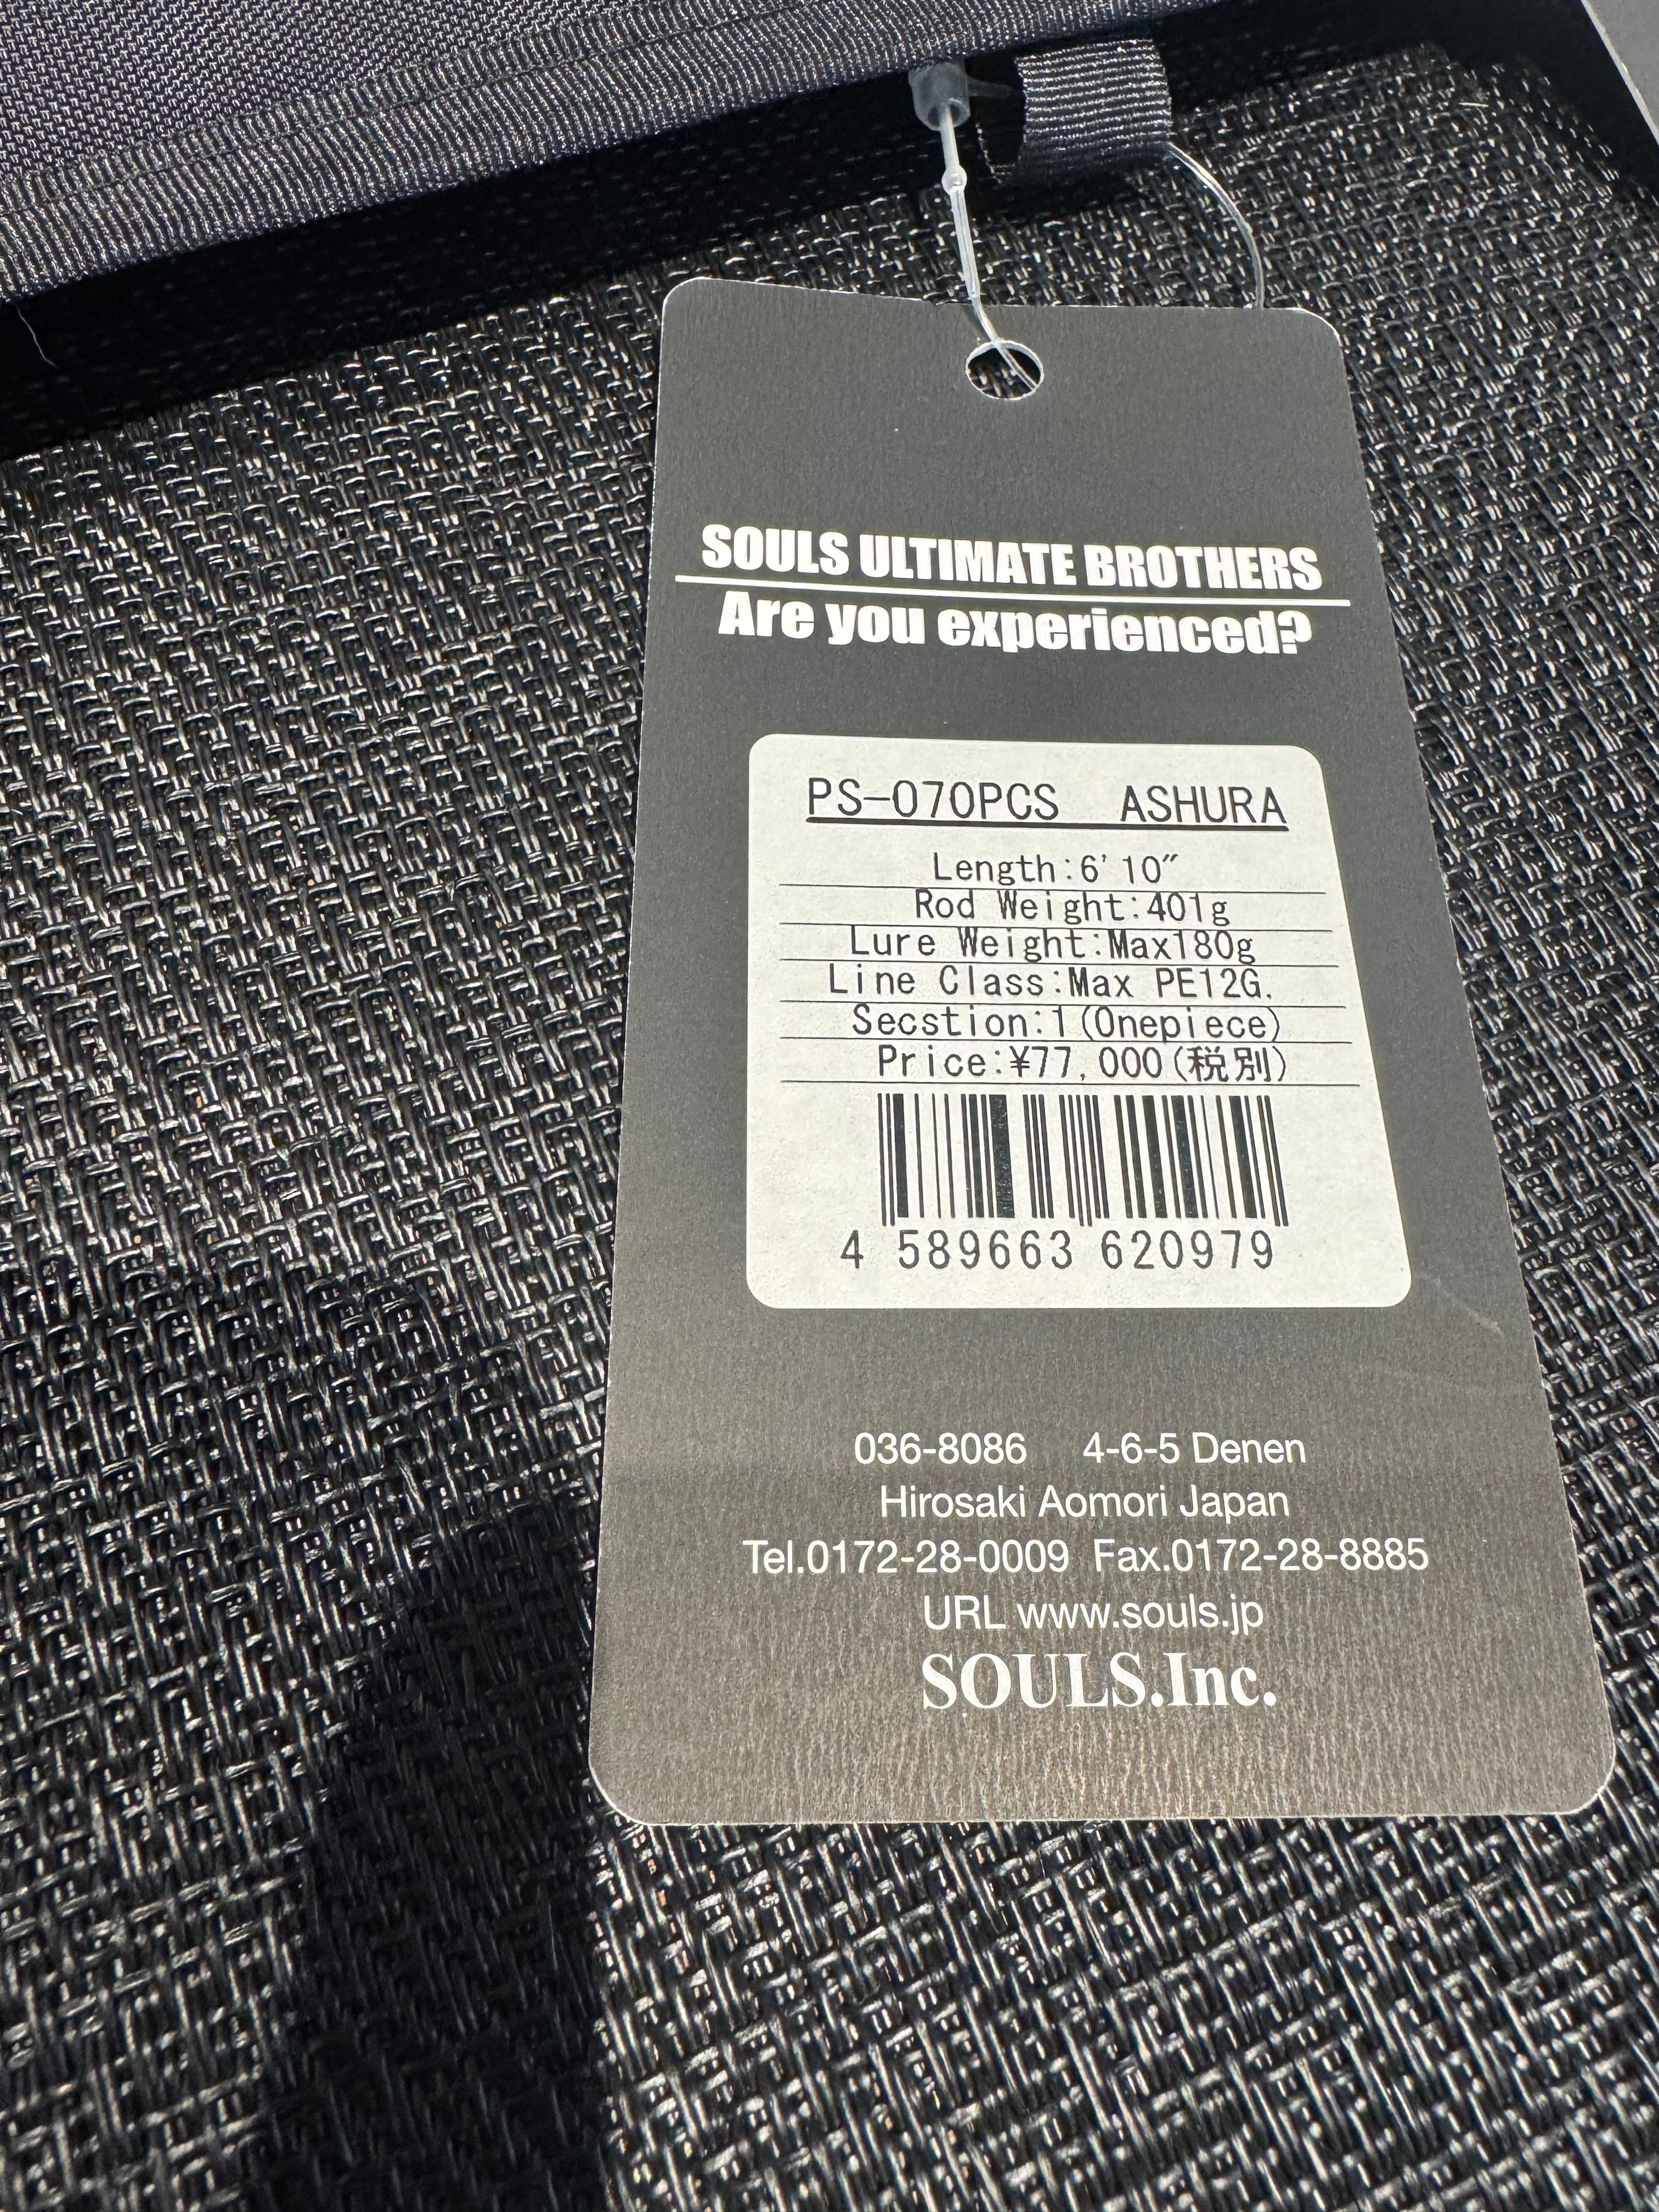 SOULS ULTIMATE BROTHERS
Are you experienced?
PS-070PCS ASHURA
Length:6'10"
Rod Weight:401g
Lure Weight:Max180g
Line Class:Max PE12G.
Secstion:1(Onepiece)
Price:¥77,000(税別)
4 589663 620979
036-8086 4-6-5 Denen
Hirosaki Aomori Japan
Tel.0172-28-0009 Fax.0172-28-8885
URL www.souls.jp
SOULS.Inc.